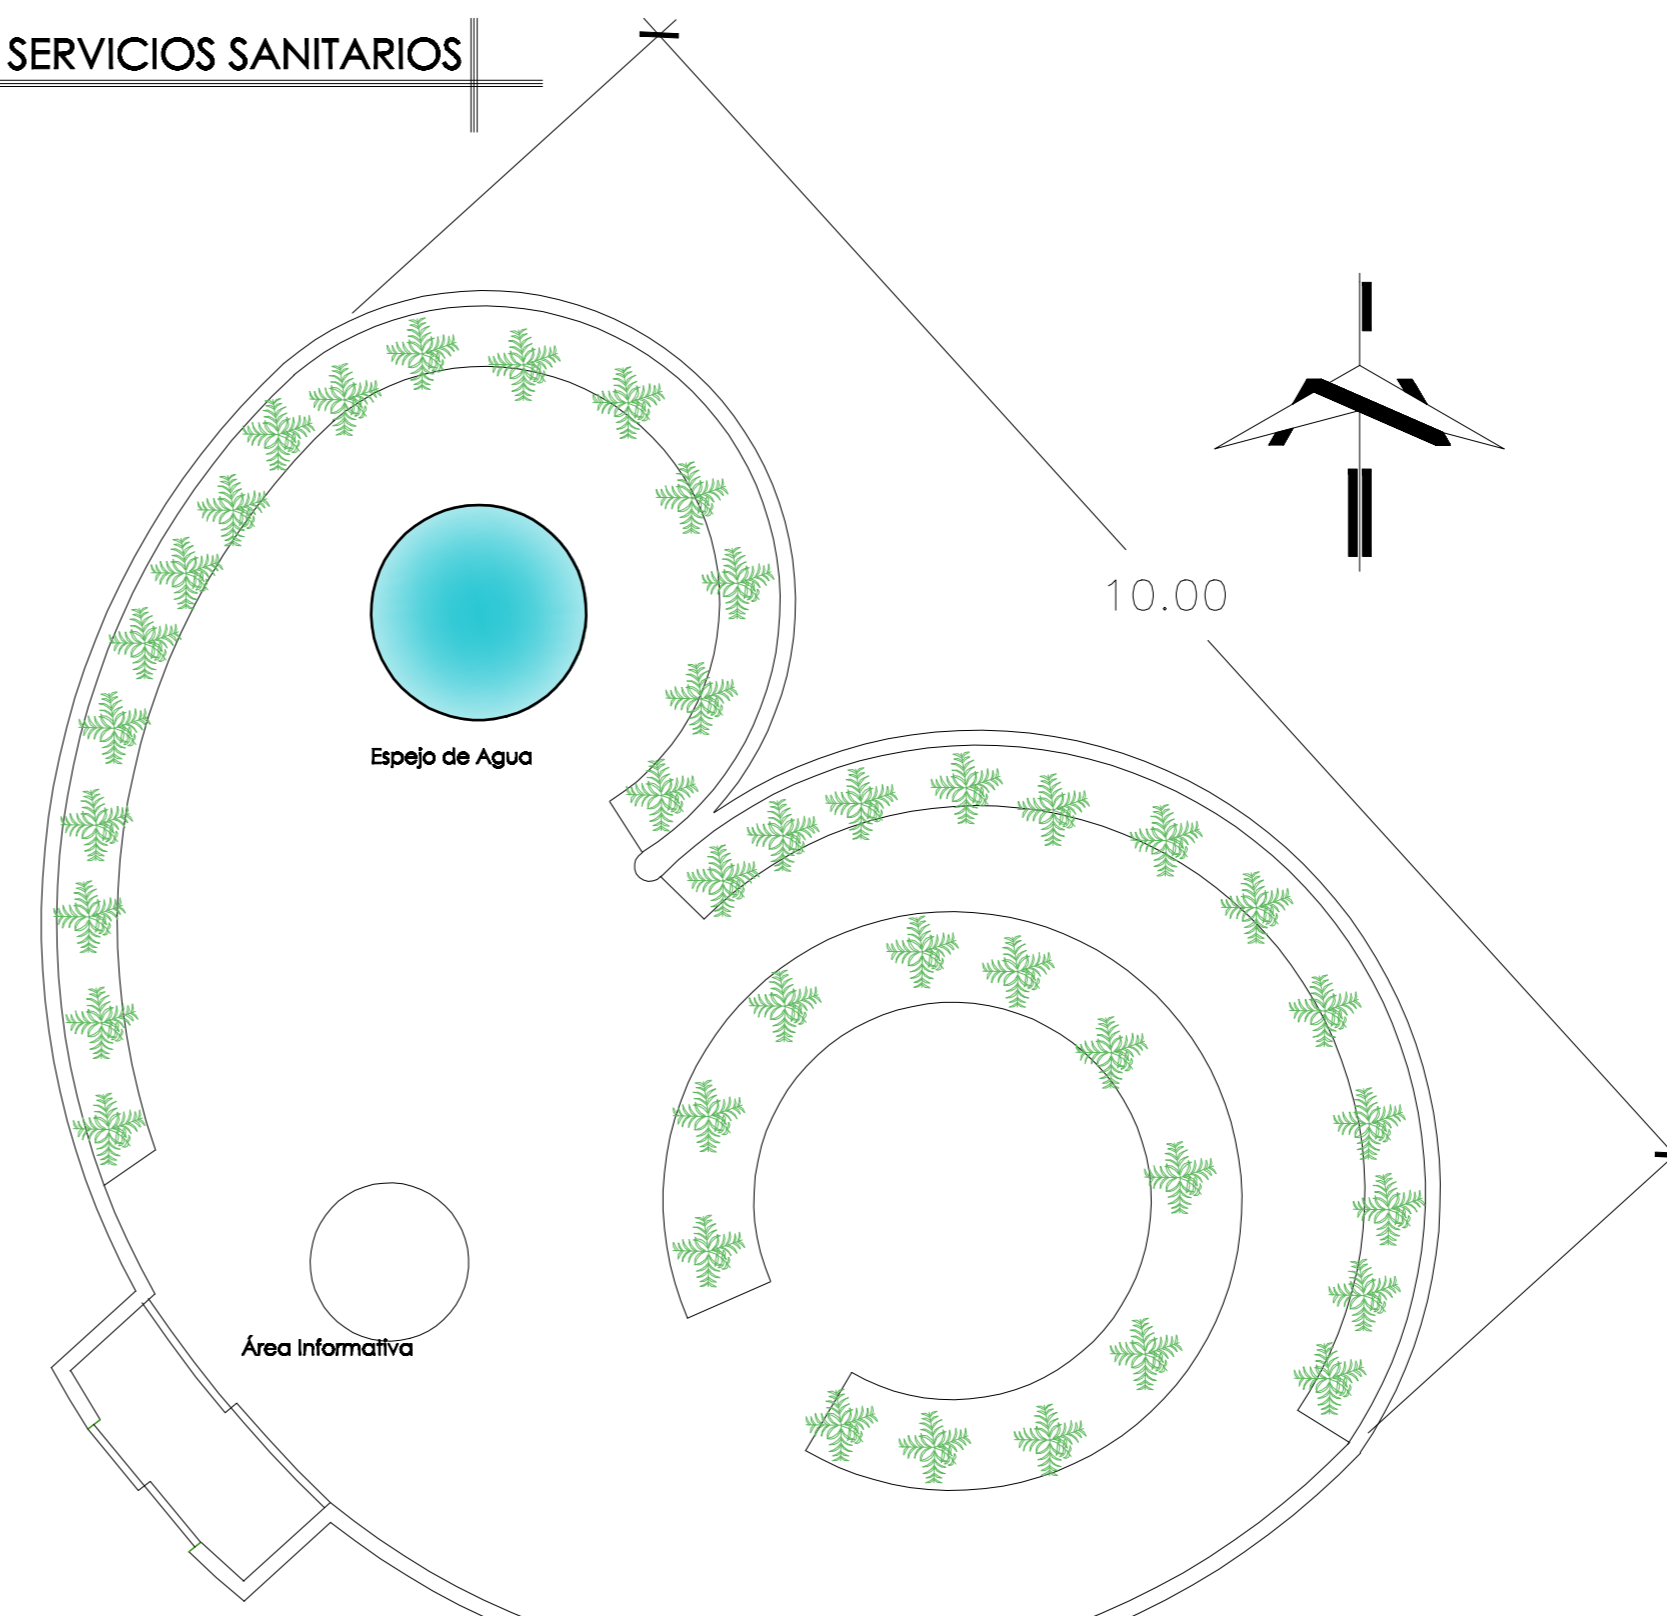 SERVICIOS SANITARIOS
10.00
Espejo de Agua
Área Informativa